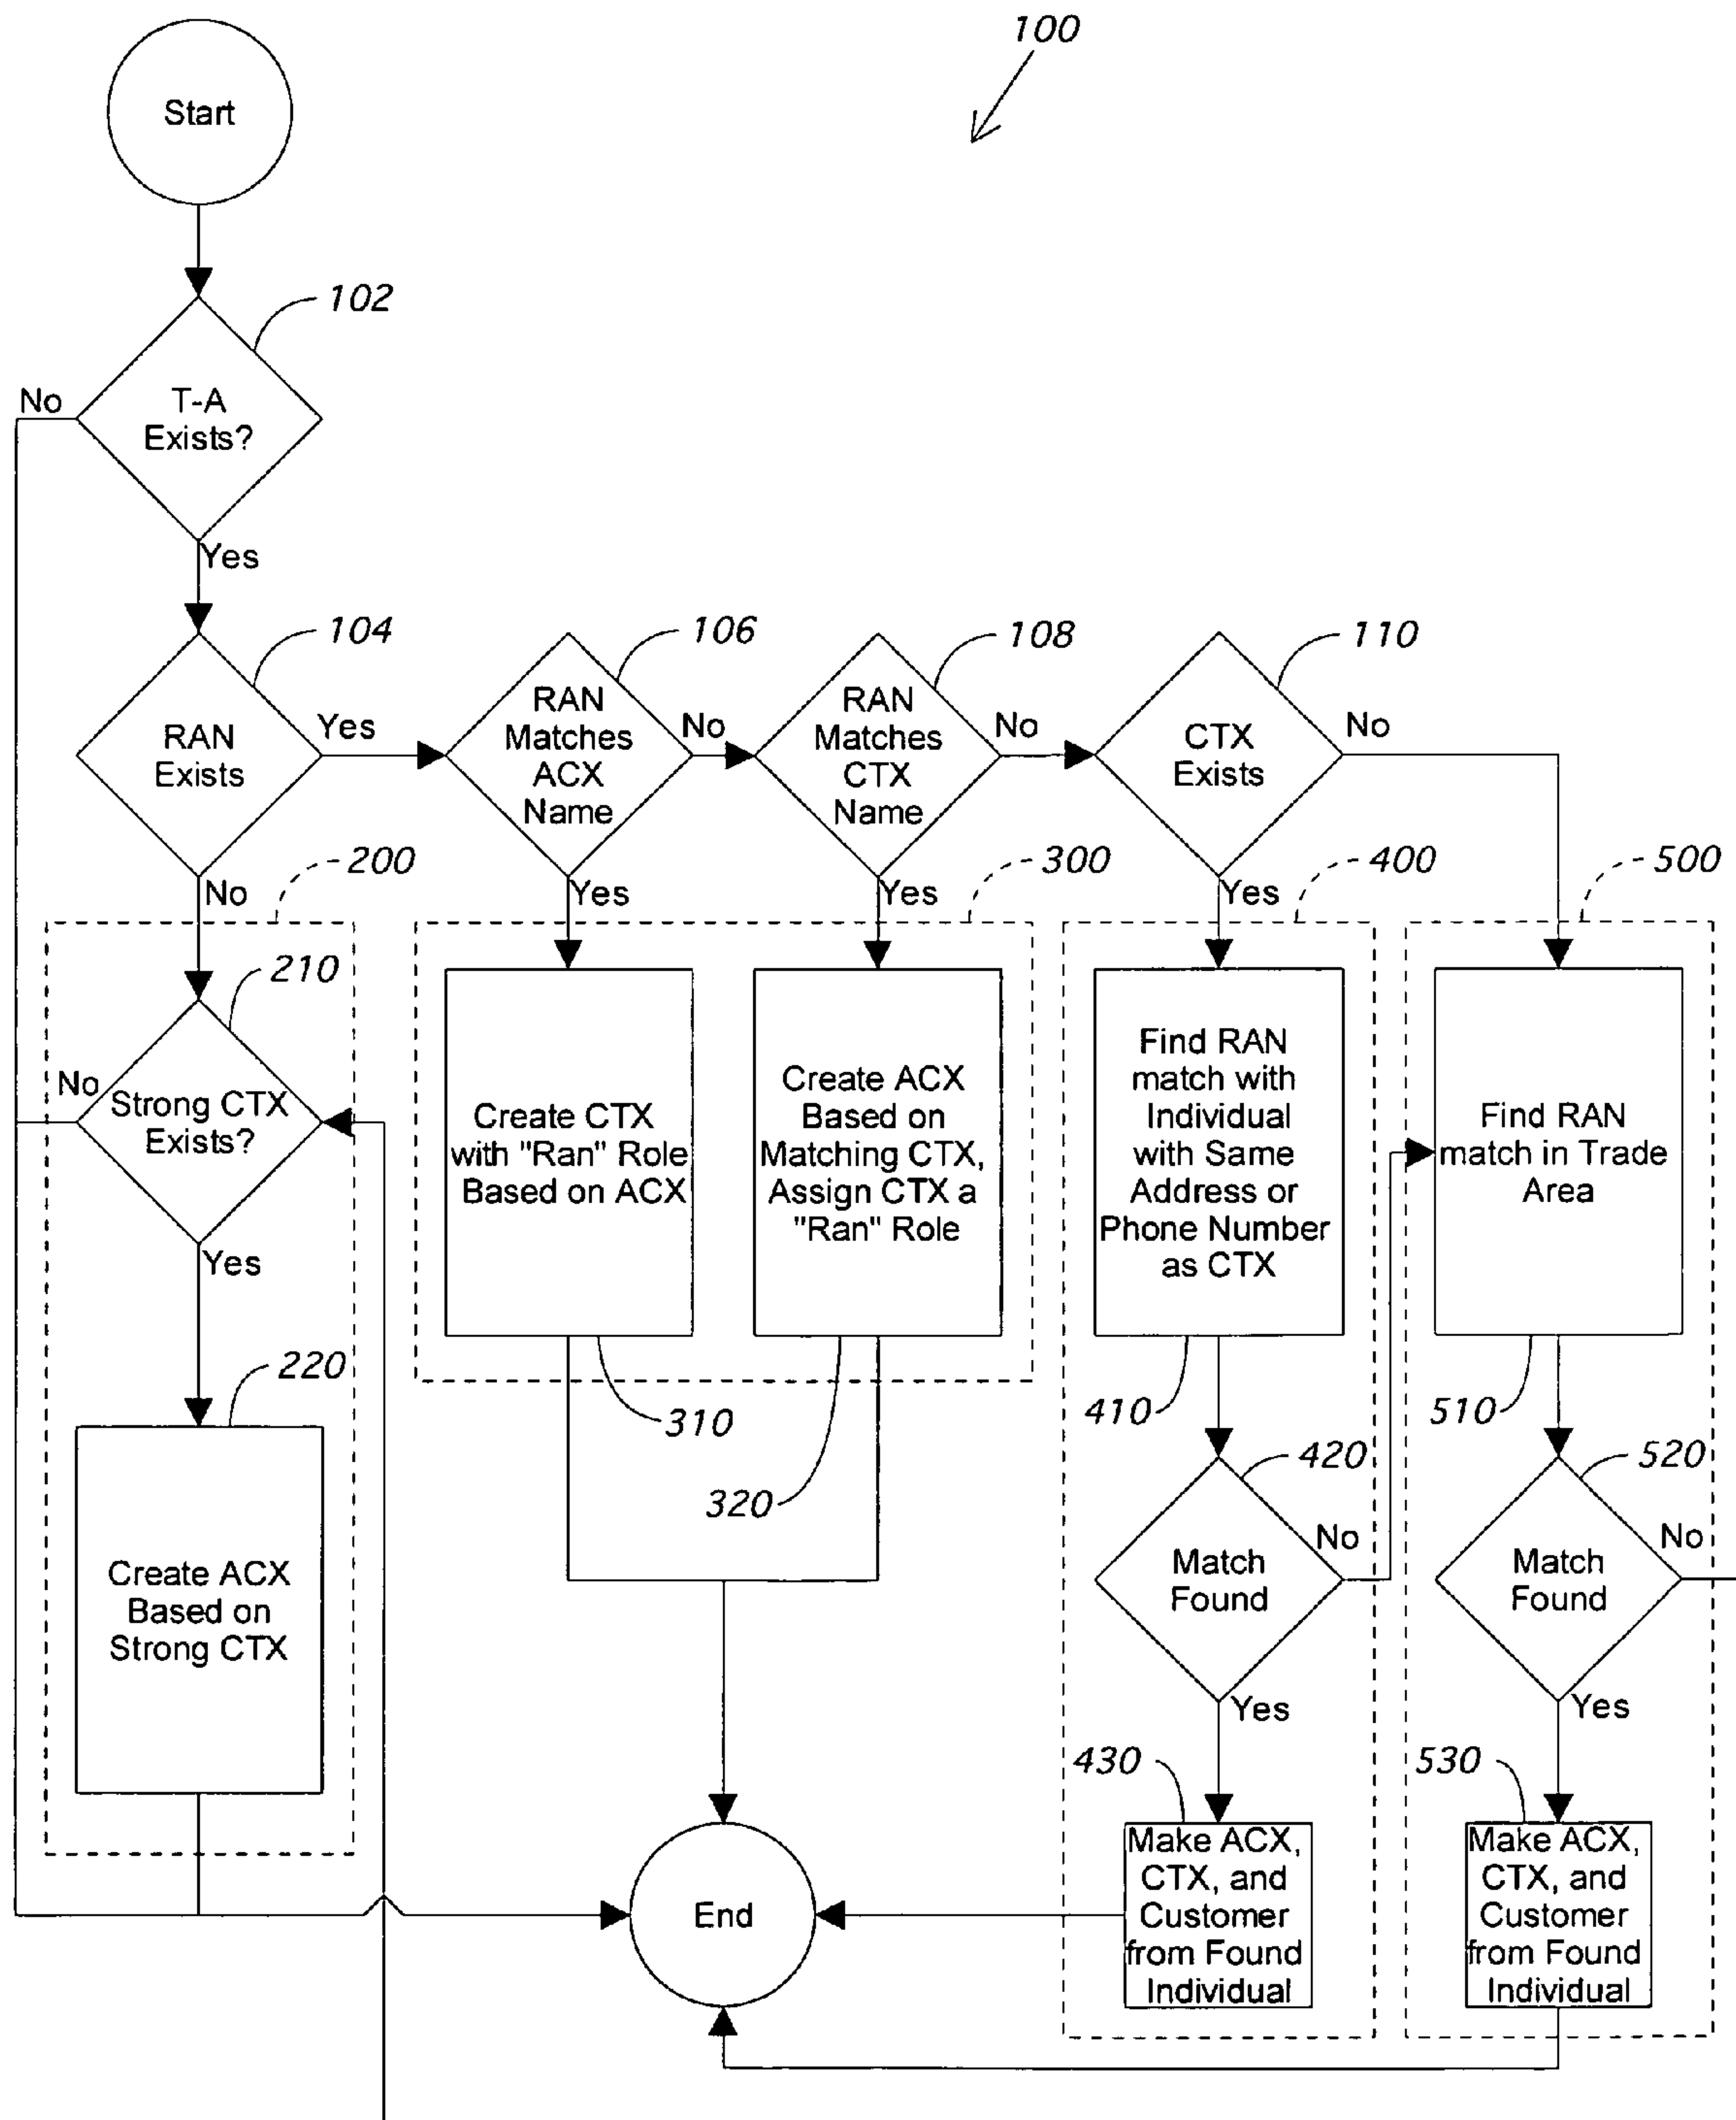 100
Start
102
No
T-A
Exists?
Yes
104
106
108
110
RAN
Exists
Yes
RAN
Matches
ACX
Name
No
RAN
Matches
CTX
Name
No
CTX
Exists
No
No
200
Yes
Yes
300
Yes
400
500
210
No
Strong CTX
Exists?
Yes
Create CTX
with "Ran" Role
Based on ACX
Create ACX
Based on
Matching CTX,
Assign CTX a
"Ran" Role
Find RAN
match with
Individual
with Same
Address or
Phone Number
as CTX
Find RAN
match in Trade
Area
220
310
320
410
510
420
520
Create ACX
Based on
Strong CTX
Match
Found
No
Match
Found
No
Yes
Yes
430
530
End
Make ACX,
CTX, and
Customer
from Found
Individual
Make ACX,
CTX, and
Customer
from Found
Individual